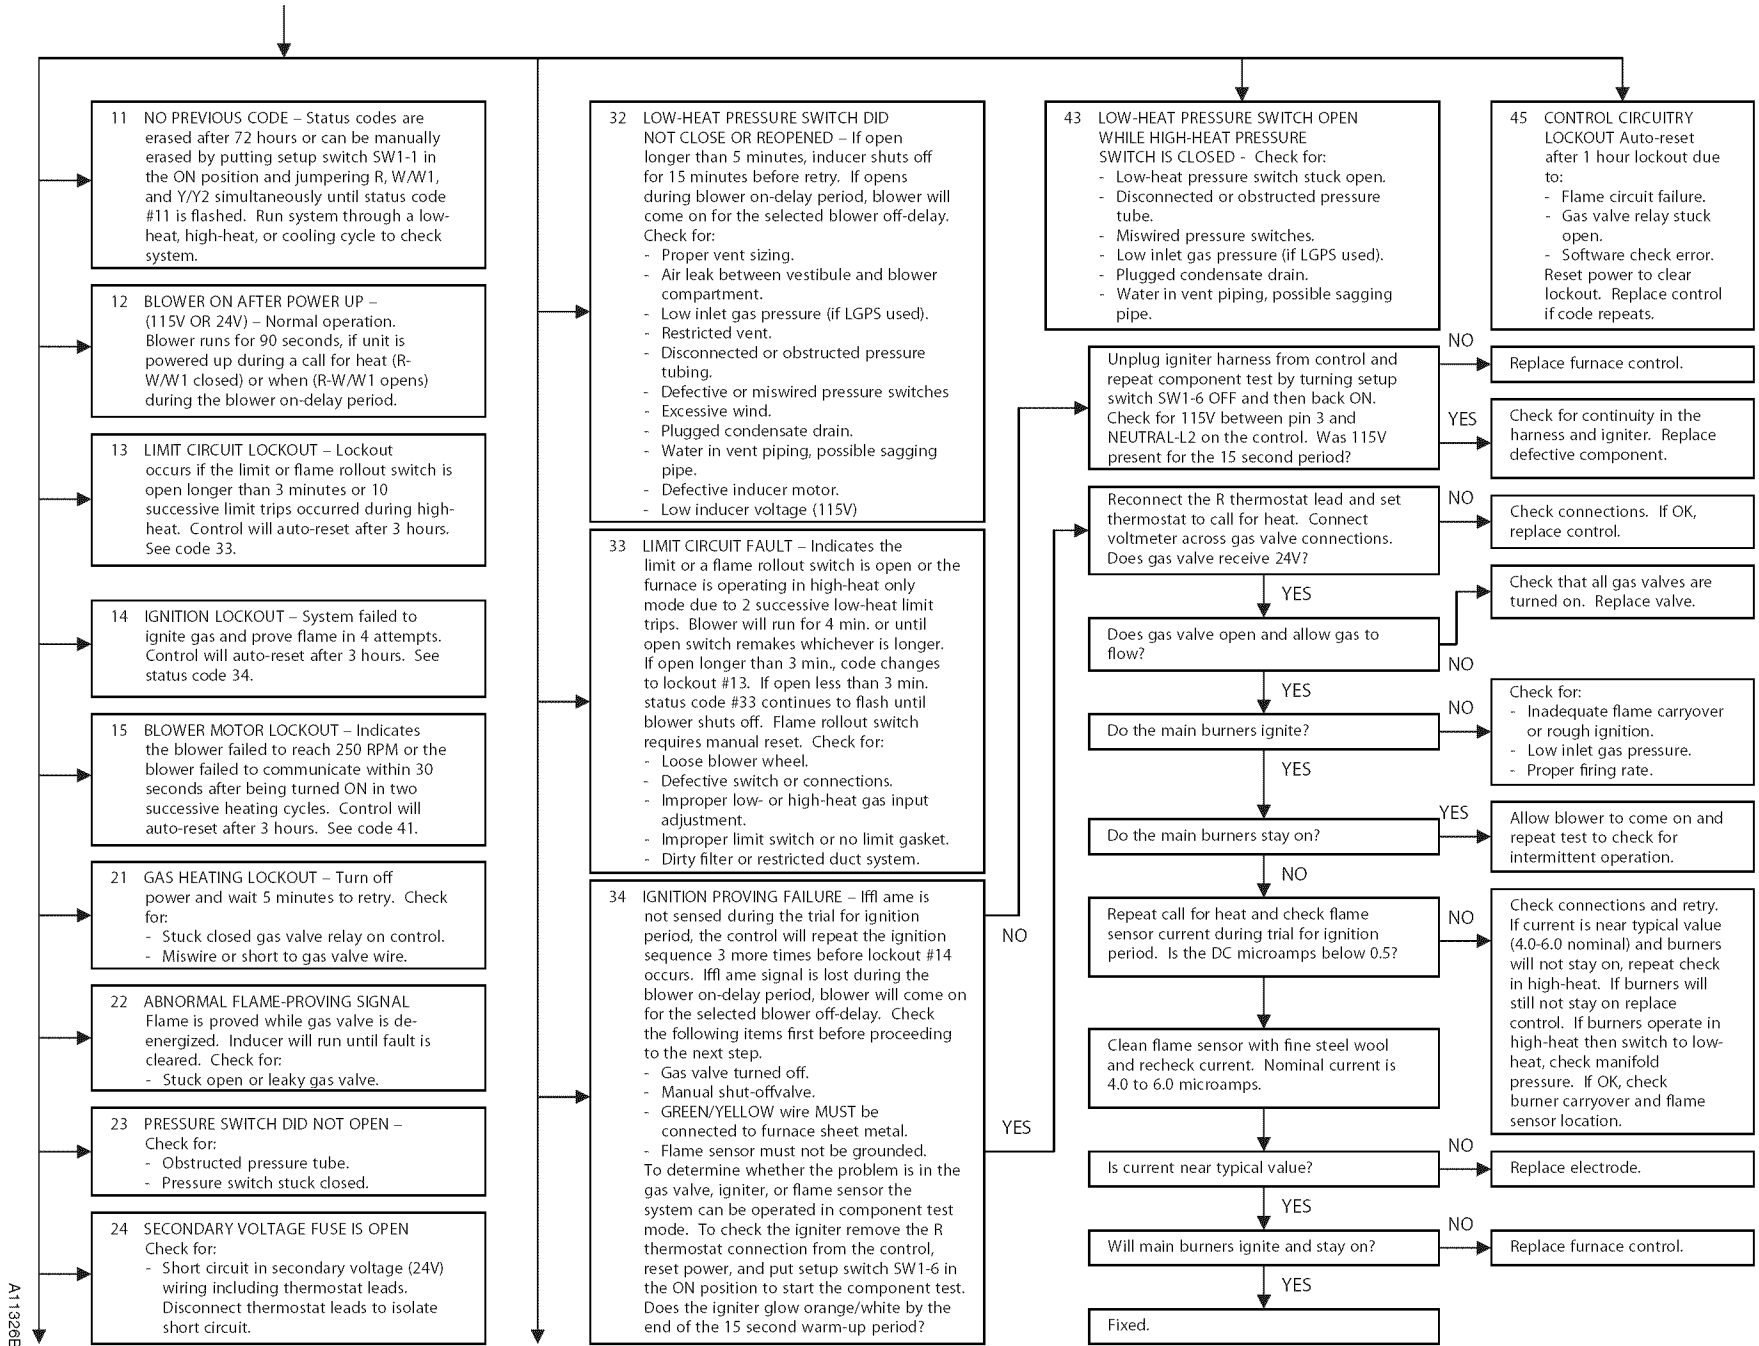 11 NO PREVIOUS CODE – Status codes are
erased after 72 hours or can be manually
erased by putting setup switch SW1-1 in
the ON position and jumpering R, W/W1,
and Y/Y2 simultaneously until status code
#11 is flashed. Run system through a low-
heat, high-heat, or cooling cycle to check
system.
12 BLOWER ON AFTER POWER UP –
(115V OR 24V) – Normal operation.
Blower runs for 90 seconds, if unit is
powered up during a call for heat (R-
W/W1 closed) or when (R-W/W1 opens)
during the blower on-delay period.
13 LIMIT CIRCUIT LOCKOUT – Lockout
occurs if the limit or flame rollout switch is
open longer than 3 minutes or 10
successive limit trips occurred during high-
heat. Control will auto-reset after 3 hours.
See code 33.
14 IGNITION LOCKOUT – System failed to
ignite gas and prove flame in 4 attempts.
Control will auto-reset after 3 hours. See
status code 34.
15 BLOWER MOTOR LOCKOUT – Indicates
the blower failed to reach 250 RPM or the
blower failed to communicate within 30
seconds after being turned ON in two
successive heating cycles. Control will
auto-reset after 3 hours. See code 41.
21 GAS HEATING LOCKOUT – Turn off
power and wait 5 minutes to retry. Check
for:
- Stuck closed gas valve relay on control.
- Miswire or short to gas valve wire.
22 ABNORMAL FLAME-PROVING SIGNAL
Flame is proved while gas valve is de-
energized. Inducer will run until fault is
cleared. Check for:
- Stuck open or leaky gas valve.
23 PRESSURE SWITCH DID NOT OPEN –
Check for:
- Obstructed pressure tube.
- Pressure switch stuck closed.
24 SECONDARY VOLTAGE FUSE IS OPEN
Check for:
- Short circuit in secondary voltage (24V)
wiring including thermostat leads.
Disconnect thermostat leads to isolate
short circuit.
32 LOW-HEAT PRESSURE SWITCH DID
NOT CLOSE OR REOPENED – If open
longer than 5 minutes, inducer shuts off
for 15 minutes before retry. If opens
during blower on-delay period, blower will
come on for the selected blower off-delay.
Check for:
- Proper vent sizing.
- Air leak between vestibule and blower
compartment.
- Low inlet gas pressure (if LGPS used).
- Restricted vent.
- Disconnected or obstructed pressure
tubing.
- Defective or miswired pressure switches
- Excessive wind.
- Plugged condensate drain.
- Water in vent piping, possible sagging
pipe.
- Defective inducer motor.
- Low inducer voltage (115V)
33 LIMIT CIRCUIT FAULT – Indicates the
limit or a flame rollout switch is open or the
furnace is operating in high-heat only
mode due to 2 successive low-heat limit
trips. Blower will run for 4 min. or until
open switch remakes whichever is longer.
If open longer than 3 min., code changes
to lockout #13. If open less than 3 min.
status code #33 continues to flash until
blower shuts off. Flame rollout switch
requires manual reset. Check for:
- Loose blower wheel.
- Defective switch or connections.
- Improper low- or high-heat gas input
adjustment.
- Improper limit switch or no limit gasket.
- Dirty filter or restricted duct system.
34 IGNITION PROVING FAILURE – Iffl ame is
not sensed during the trial for ignition
period, the control will repeat the ignition
sequence 3 more times before lockout #14
occurs. Iffl ame signal is lost during the
blower on-delay period, blower will come on
for the selected blower off-delay. Check
the following items first before proceeding
to the next step.
- Gas valve turned off.
- Manual shut-offvalve.
- GREEN/YELLOW wire MUST be
connected to furnace sheet metal.
- Flame sensor must not be grounded.
To determine whether the problem is in the
gas valve, igniter, or flame sensor the
system can be operated in component test
mode. To check the igniter remove the R
thermostat connection from the control,
reset power, and put setup switch SW1-6 in
the ON position to start the component test.
Does the igniter glow orange/white by the
end of the 15 second warm-up period?
NO
YES
43 LOW-HEAT PRESSURE SWITCH OPEN
WHILE HIGH-HEAT PRESSURE
SWITCH IS CLOSED - Check for:
- Low-heat pressure switch stuck open.
- Disconnected or obstructed pressure
tube.
- Miswired pressure switches.
- Low inlet gas pressure (if LGPS used).
- Plugged condensate drain.
- Water in vent piping, possible sagging
pipe.
45 CONTROL CIRCUITRY
LOCKOUT Auto-reset
after 1 hour lockout due
to:
- Flame circuit failure.
- Gas valve relay stuck
open.
- Software check error.
Reset power to clear
lockout. Replace control
if code repeats.
Unplug igniter harness from control and
repeat component test by turning setup
switch SW1-6 OFF and then back ON.
Check for 115V between pin 3 and
NEUTRAL-L2 on the control. Was 115V
present for the 15 second period?
NO
Replace furnace control.
YES
Check for continuity in the
harness and igniter. Replace
defective component.
Reconnect the R thermostat lead and set
thermostat to call for heat. Connect
voltmeter across gas valve connections.
Does gas valve receive 24V?
NO
Check connections. If OK,
replace control.
YES
Does gas valve open and allow gas to
flow?
NO
Check that all gas valves are
turned on. Replace valve.
YES
Do the main burners ignite?
NO
Check for:
- Inadequate flame carryover
or rough ignition.
- Low inlet gas pressure.
- Proper firing rate.
YES
Do the main burners stay on?
YES
Allow blower to come on and
repeat test to check for
intermittent operation.
NO
Repeat call for heat and check flame
sensor current during trial for ignition
period. Is the DC microamps below 0.5?
NO
Check connections and retry.
If current is near typical value
(4.0-6.0 nominal) and burners
will not stay on, repeat check
in high-heat. If burners will
still not stay on replace
control. If burners operate in
high-heat then switch to low-
heat, check manifold
pressure. If OK, check
burner carryover and flame
sensor location.
Clean flame sensor with fine steel wool
and recheck current. Nominal current is
4.0 to 6.0 microamps.
Is current near typical value?
NO
Replace electrode.
YES
Will main burners ignite and stay on?
NO
Replace furnace control.
YES
Fixed.
A11326B